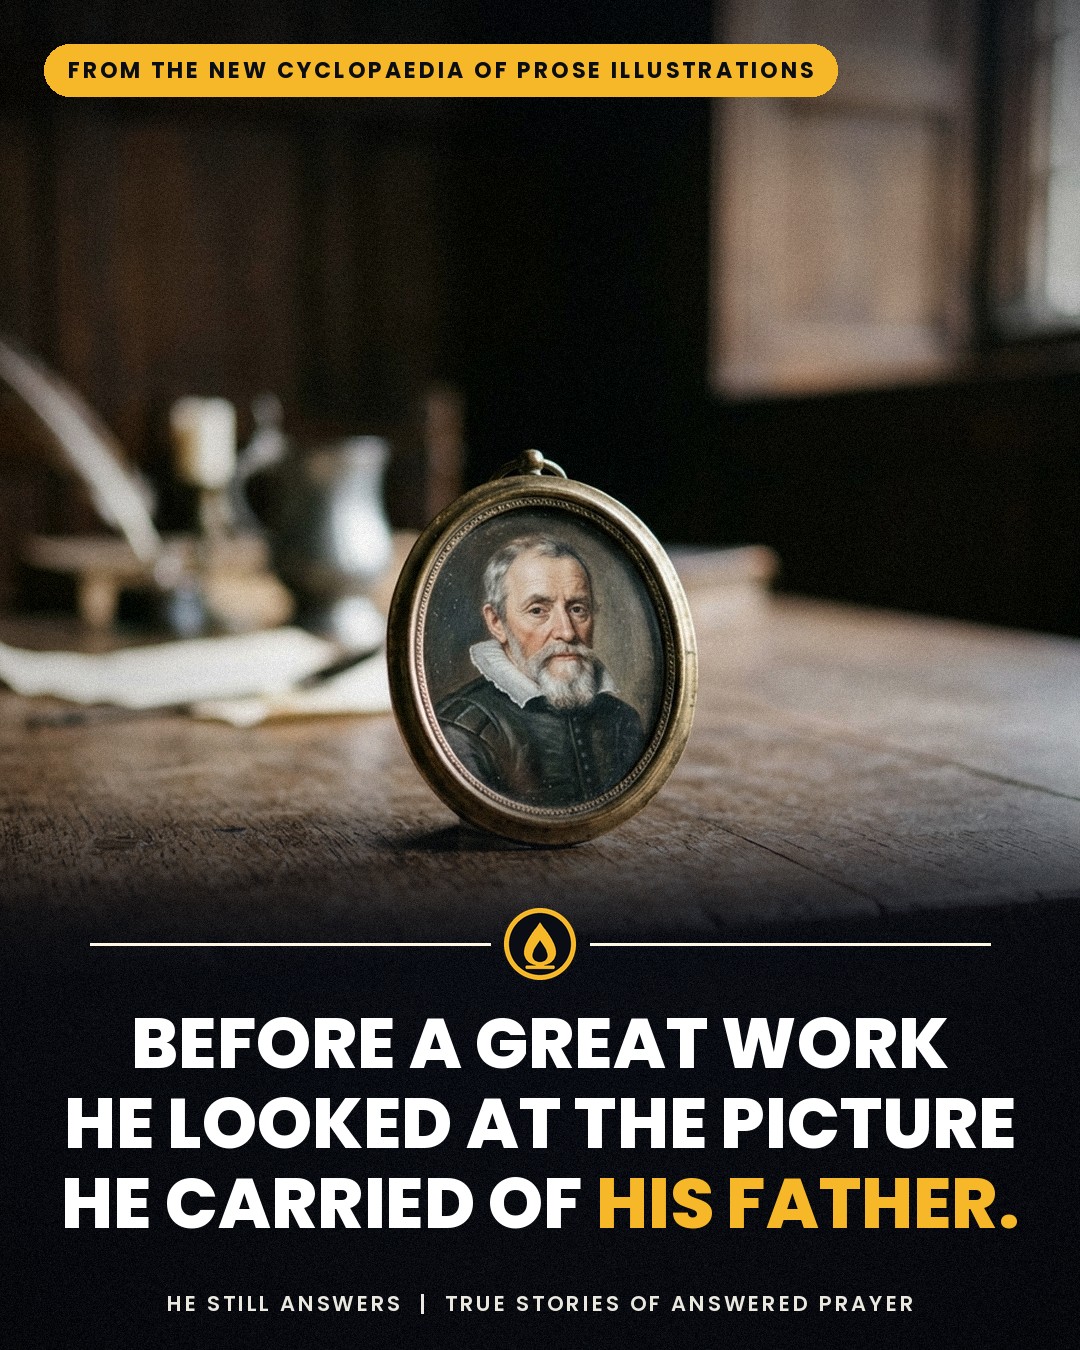 FROM THE NEW CYCLOPAEDIA OF PROSE ILLUSTRATIONS
BEFORE A GREAT WORK
HE LOOKED AT THE PICTURE
HE CARRIED OF HIS FATHER.
HE STILL ANSWERS | TRUE STORIES OF ANSWERED PRAYER